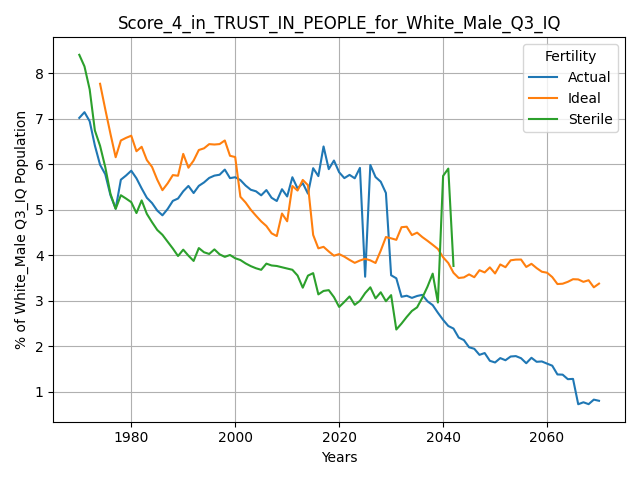 Score_4_in_TRUST_IN_PEOPLE_for_White_Male_Q3_IQ
Fertility
Actual
Ideal
Sterile
% of White_Male Q3_IQ Population
8
7
6
5
4
3
2
1
1980
2000
2020
2040
2060
Years